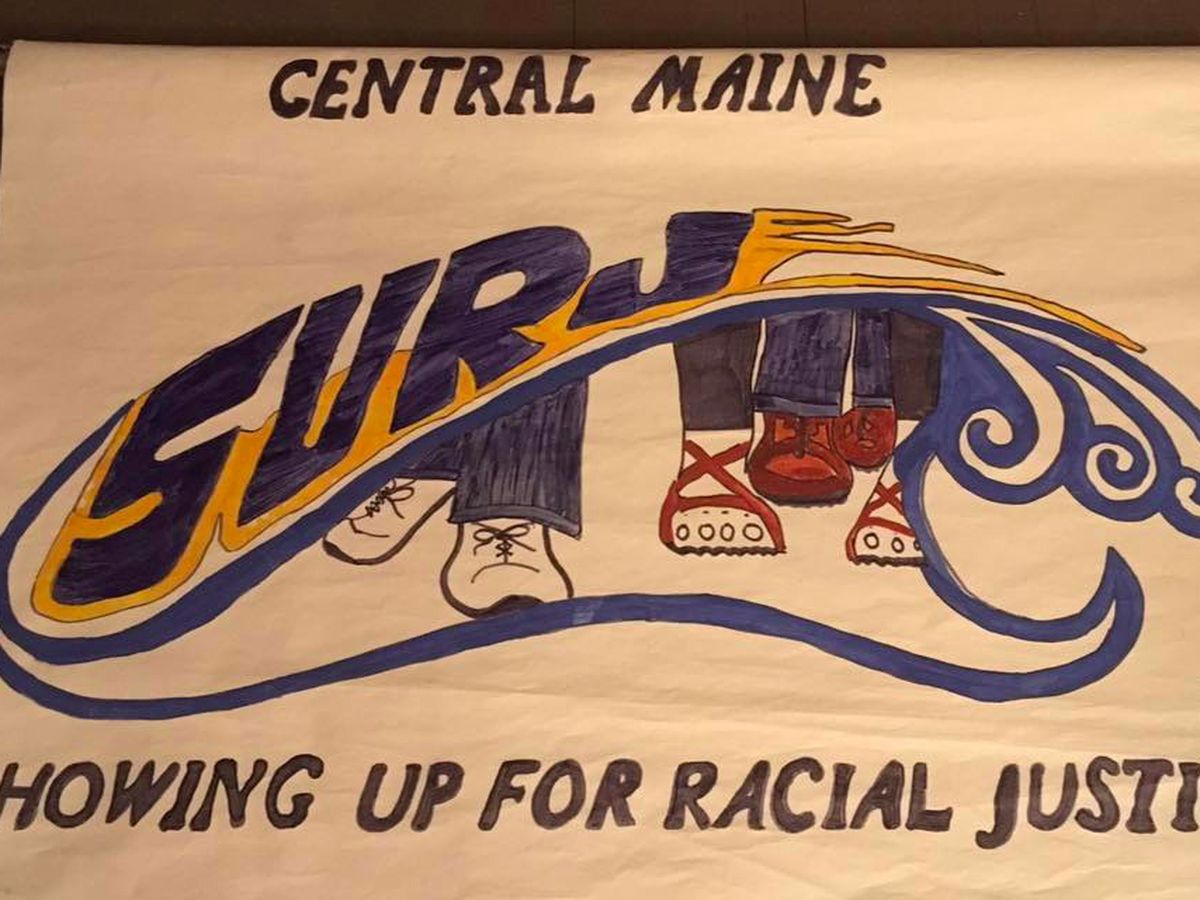 CENTRAL MAINE
SURJ
HOWING UP FOR RACIAL JUSTI